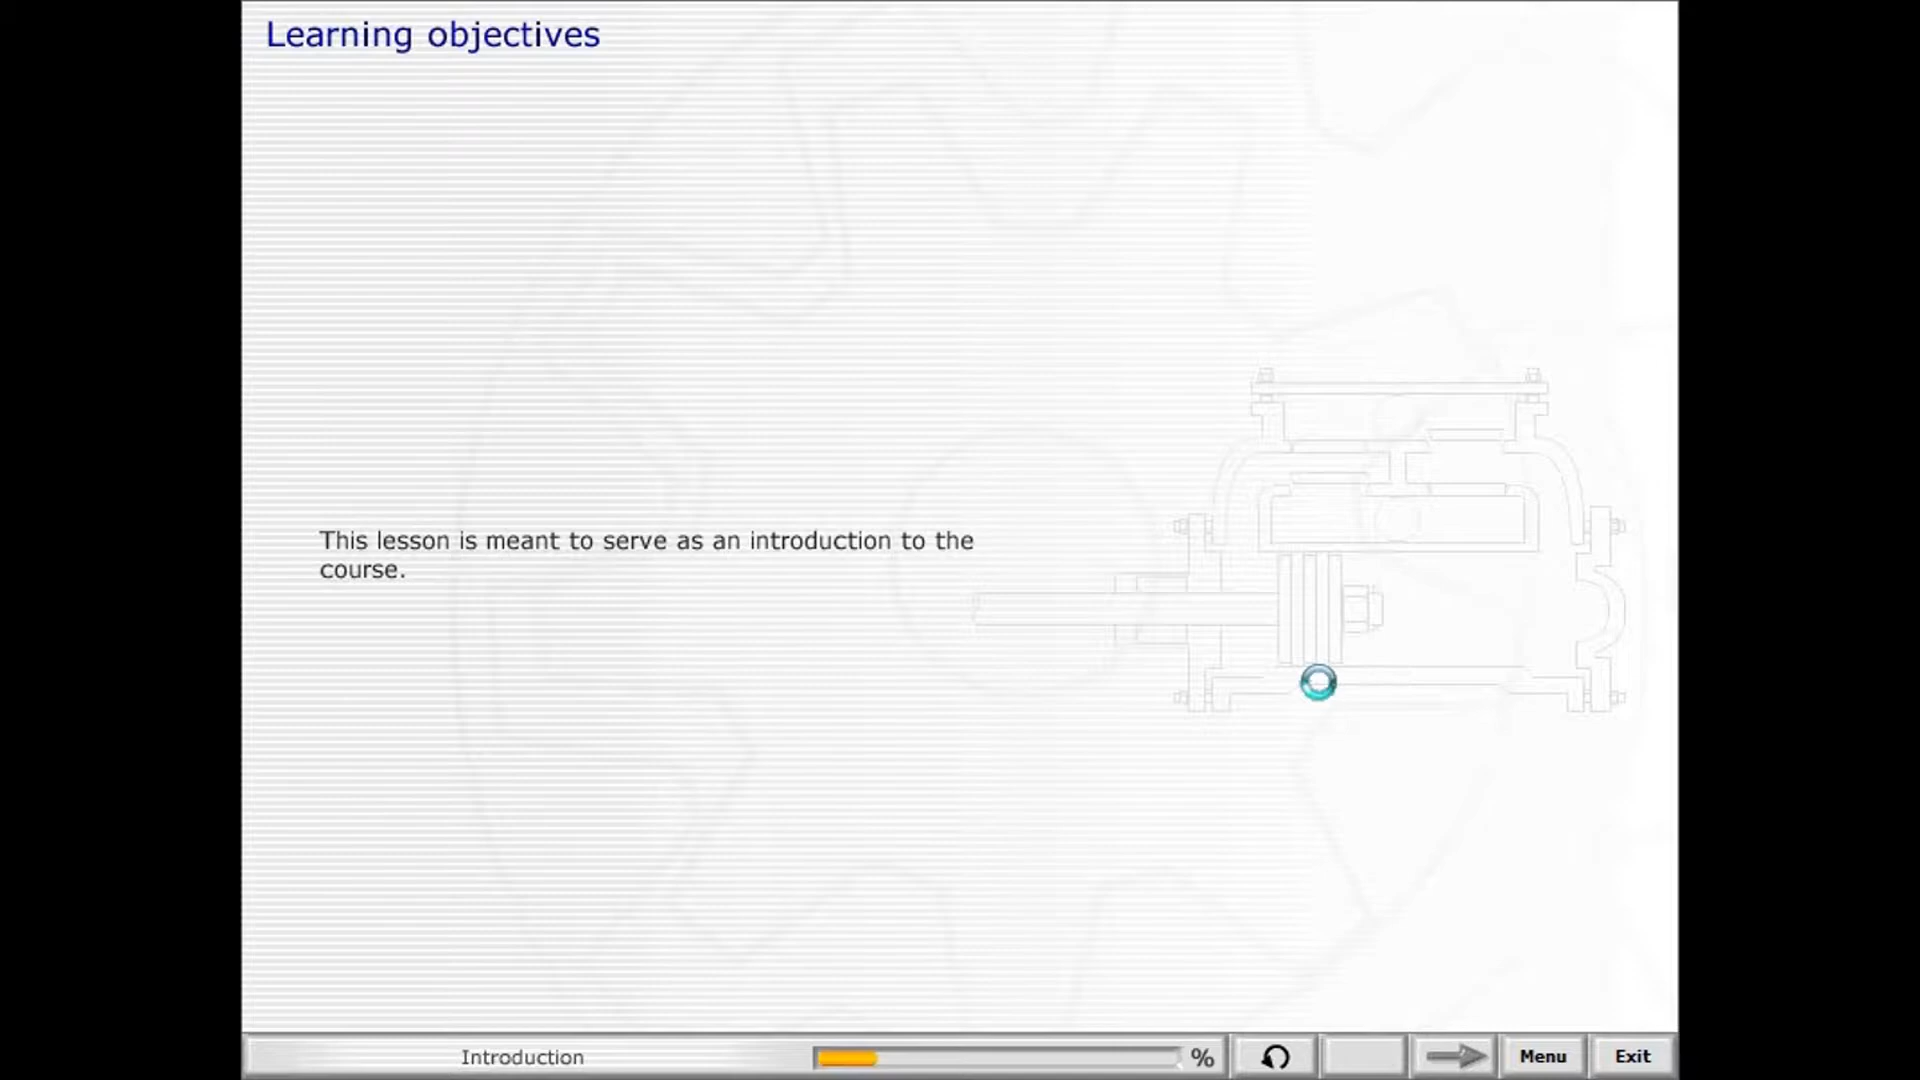 Learning objectives
This lesson is meant to serve as an introduction to the
course.
Introduction
%
Menu
Exit